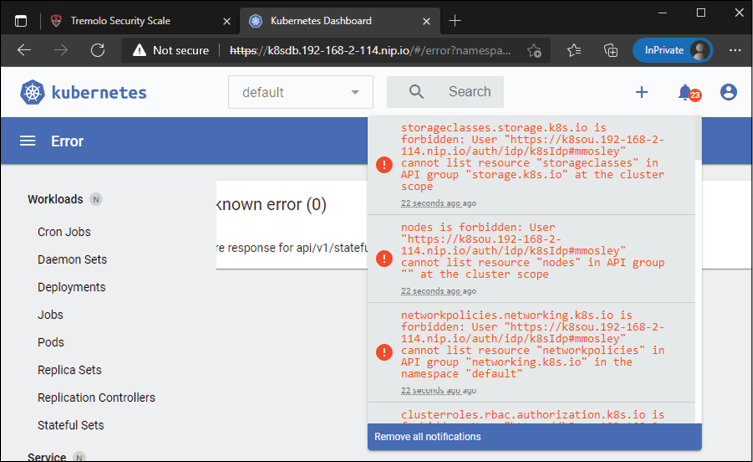 Tremolo Security Scale
Kubernetes Dashboard
Not secure https://k8sdb.192-168-2-114.nip.io/#/error?namespa...
InPrivate
kubernetes
default
Search
23
Error
Workloads N
Cron Jobs
Daemon Sets
Deployments
Jobs
Pods
Replica Sets
Replication Controllers
Stateful Sets
Service N
known error (0)
re response for api/v1/statefu
storageclasses.storage.k8s.io is
forbidden: User "https://k8sou.192-168-2-
114.nip.io/auth/idp/k8sIdp#mmosley"
cannot list resource "storageclasses" in
API group "storage.k8s.io" at the cluster
scope
22 seconds ago ago
nodes is forbidden: User
"https://k8sou.192-168-2-
114.nip.io/auth/idp/k8sIdp#mmosley"
cannot list resource "nodes" in API group
"" at the cluster scope
22 seconds ago ago
networkpolicies.networking.k8s.io is
forbidden: User "https://k8sou.192-168-2-
114.nip.io/auth/idp/k8sIdp#mmosley"
cannot list resource "networkpolicies" in
API group "networking.k8s.io" in the
namespace "default"
22 seconds ago ago
clusterroles.rbac.authorization.k8s.io is
Remove all notifications